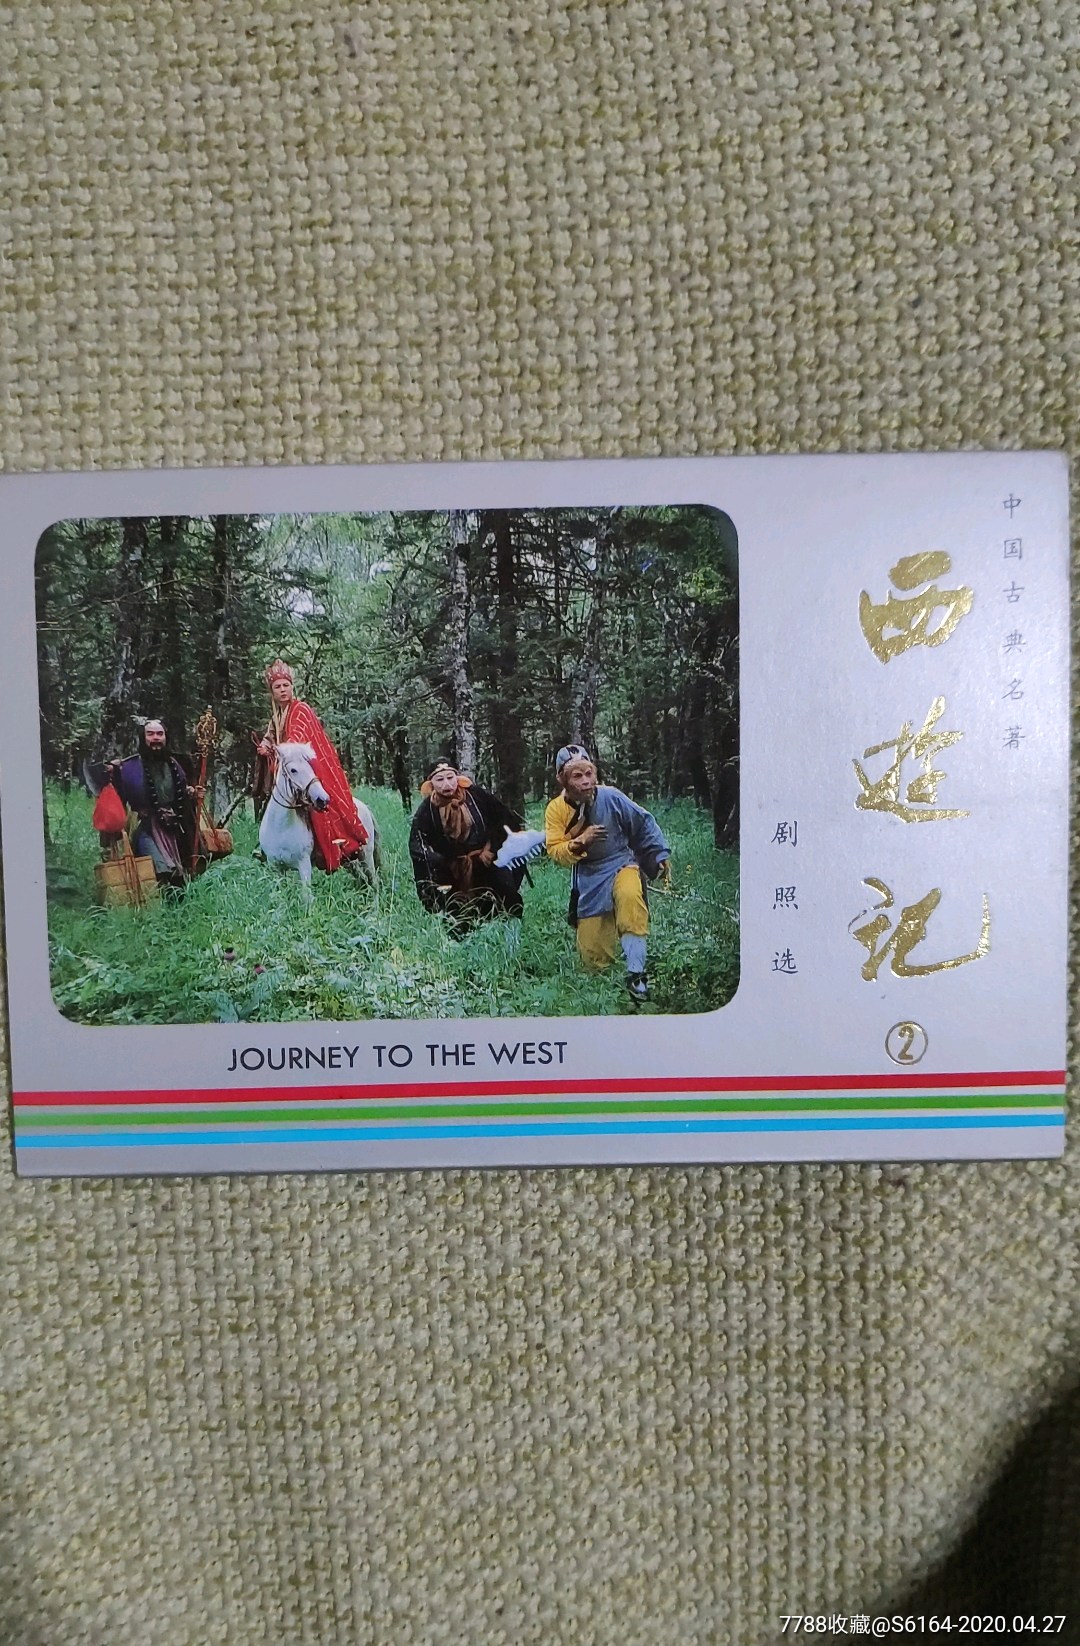 中国古典名著
西遊记
②
剧照选
JOURNEY TO THE WEST
7788收藏@S6164-2020.04.27